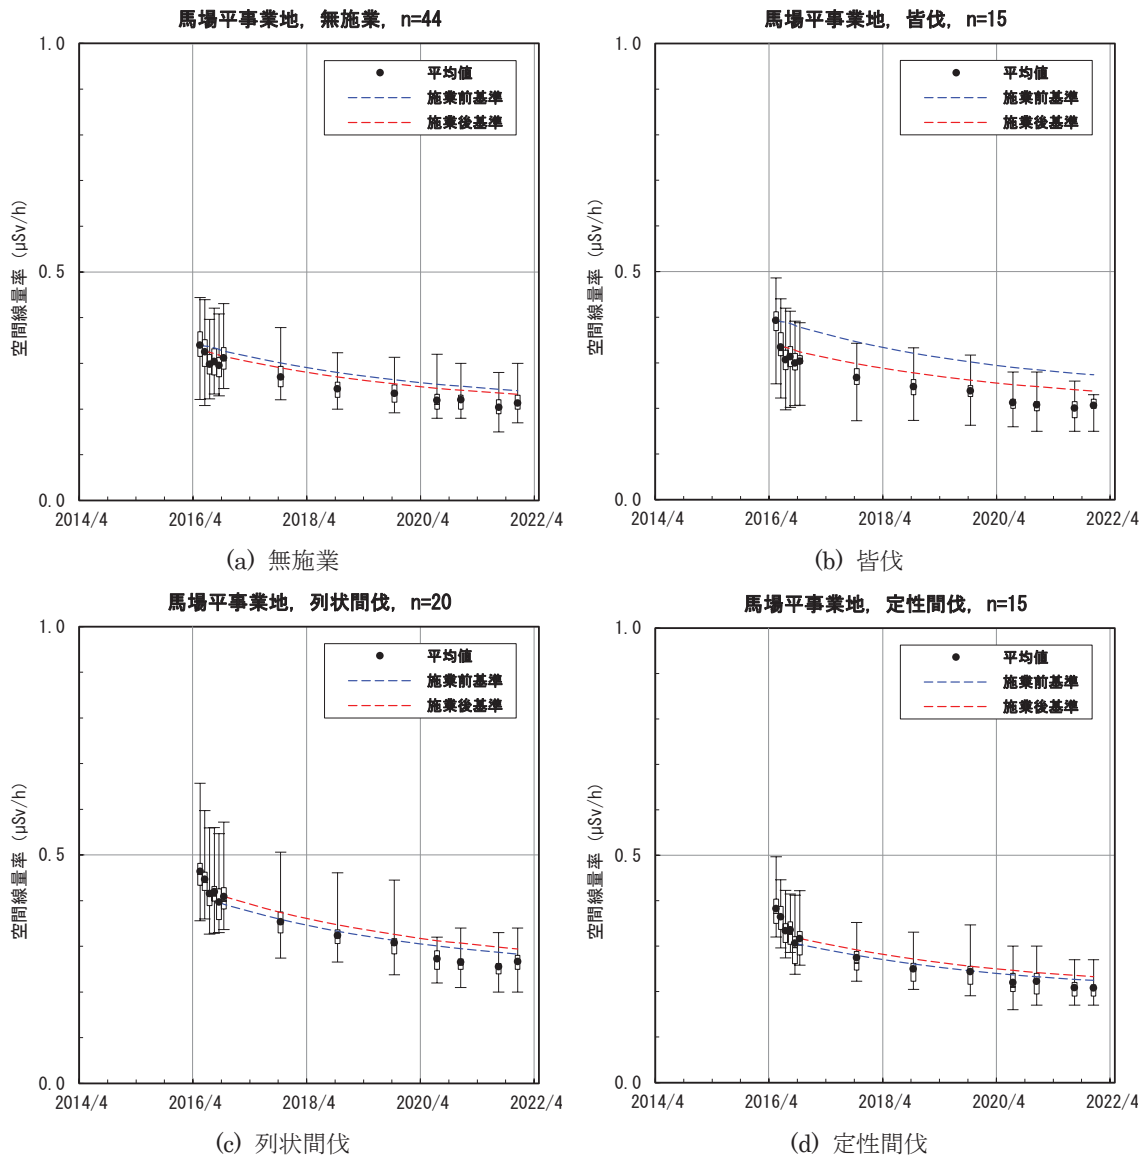 馬場平事業地, 無施業, n=44
1.0
平均値
施業前基準
施業後基準
空間線量率 (μSv/h)
0.5
0.0
2014/4
2016/4
2018/4
2020/4
2022/4
(a) 無施業
馬場平事業地, 皆伐, n=15
1.0
平均値
施業前基準
施業後基準
空間線量率 (μSv/h)
0.5
0.0
2014/4
2016/4
2018/4
2020/4
2022/4
(b) 皆伐
馬場平事業地, 列状間伐, n=20
1.0
平均値
施業前基準
施業後基準
空間線量率 (μSv/h)
0.5
0.0
2014/4
2016/4
2018/4
2020/4
2022/4
(c) 列状間伐
馬場平事業地, 定性間伐, n=15
1.0
平均値
施業前基準
施業後基準
空間線量率 (μSv/h)
0.5
0.0
2014/4
2016/4
2018/4
2020/4
2022/4
(d) 定性間伐